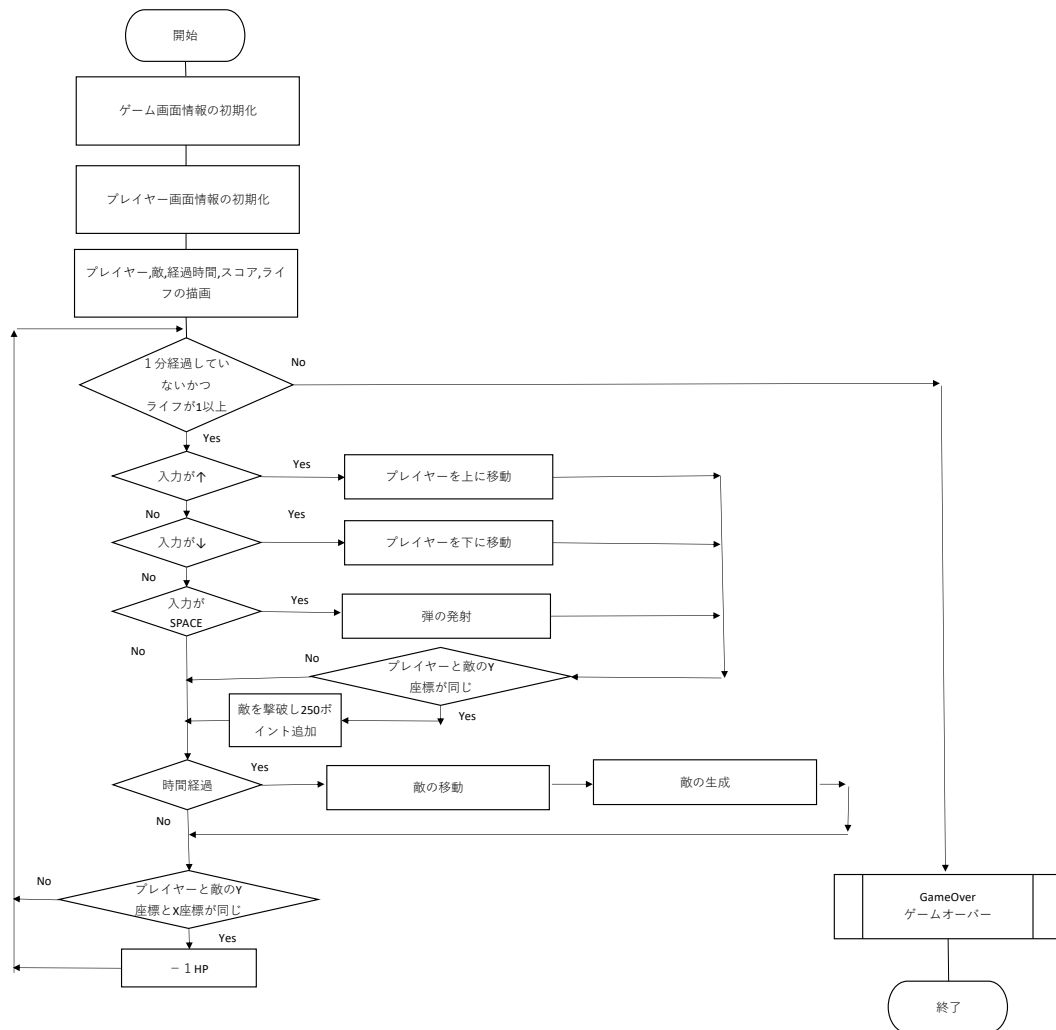 開始
ゲーム画面情報の初期化
プレイヤー画面情報の初期化
プレイヤー,敵,経過時間,スコア,ライ
フの描画
１分経過してい
ないかつ
ライフが1以上
No
Yes
入力が↑
Yes
プレイヤーを上に移動
No
入力が↓
Yes
プレイヤーを下に移動
No
入力が
SPACE
Yes
弾の発射
No
プレイヤーと敵のY
座標が同じ
No
Yes
敵を撃破し250ポ
イント追加
時間経過
Yes
敵の移動
敵の生成
No
プレイヤーと敵のY
座標とX座標が同じ
No
Yes
－１HP
GameOver
ゲームオーバー
終了